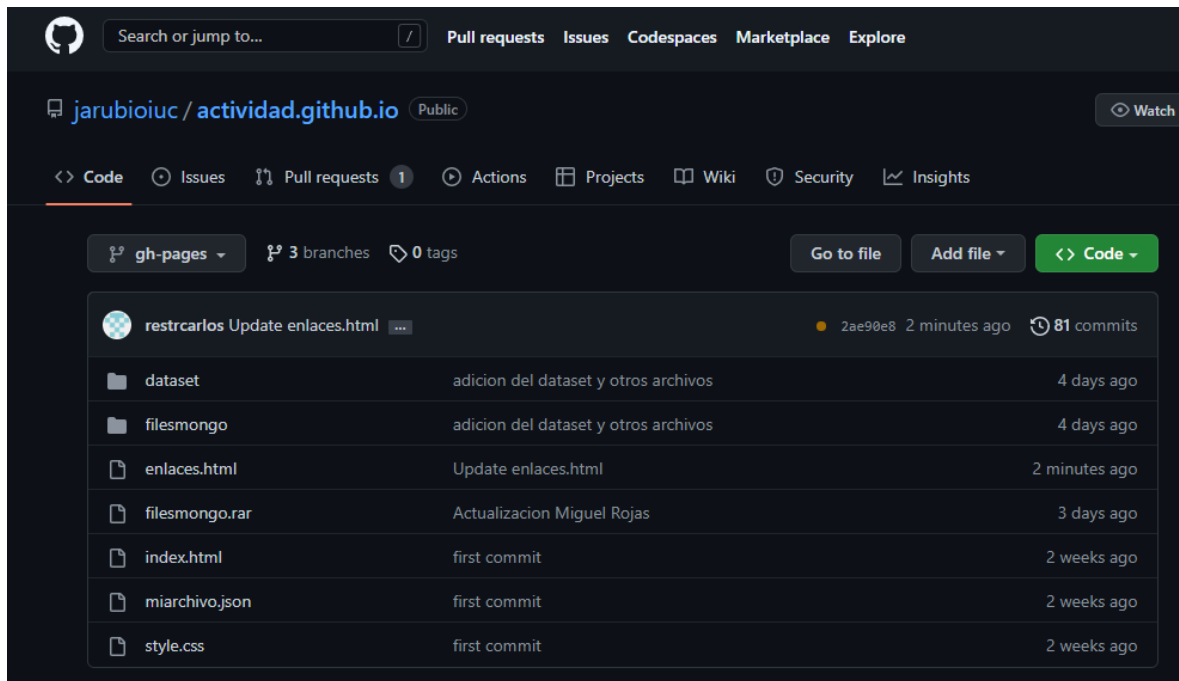 Search or jump to... / Pull requests Issues Codespaces Marketplace Explore
jarubioiuc / actividad.github.io Public Watch
<> Code Issues Pull requests 1 Actions Projects Wiki Security Insights
gh-pages 3 branches 0 tags Go to file Add file <> Code
restrcarlos Update enlaces.html ... 2ae90e8 2 minutes ago 81 commits
dataset adicion del dataset y otros archivos 4 days ago
filesmongo adicion del dataset y otros archivos 4 days ago
enlaces.html Update enlaces.html 2 minutes ago
filesmongo.rar Actualizacion Miguel Rojas 3 days ago
index.html first commit 2 weeks ago
miarchivo.json first commit 2 weeks ago
style.css first commit 2 weeks ago